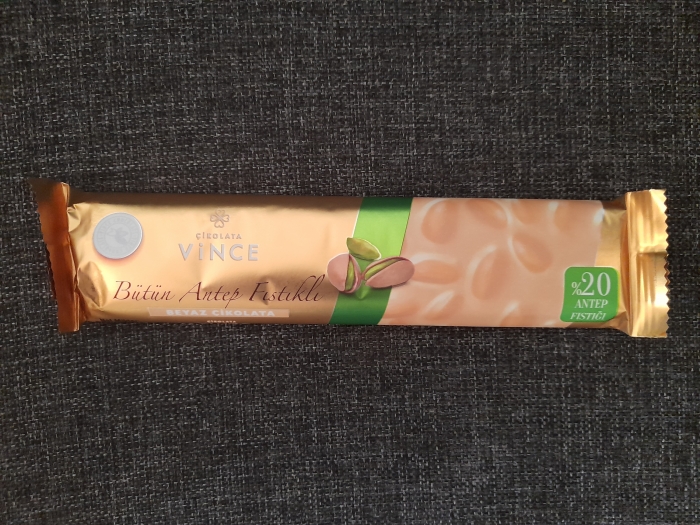 ÇİKOLATA
VİNCE
Bütün Antep Fıstıklı
BEYAZ ÇİKOLATA
%20
ANTEP
FISTIĞI